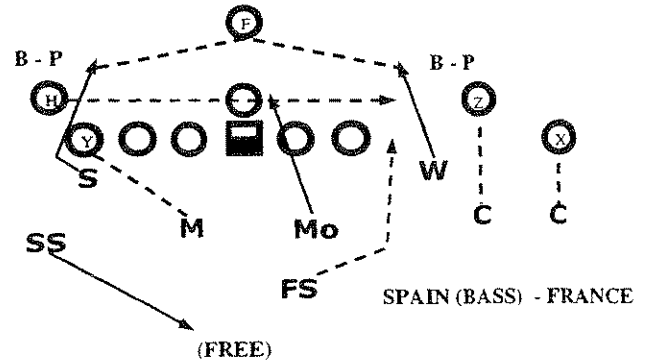 F
B - P
B - P
H
Z
Y
X
S
W
M
Mo
C
C
SS
FS
SPAIN (BASS) - FRANCE
(FREE)